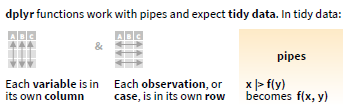 dplyr functions work with pipes and expect tidy data. In tidy data:
A B C
&
A B C
pipes
Each variable is in
its own column
Each observation, or
case, is in its own row
x |> f(y)
becomes f(x, y)